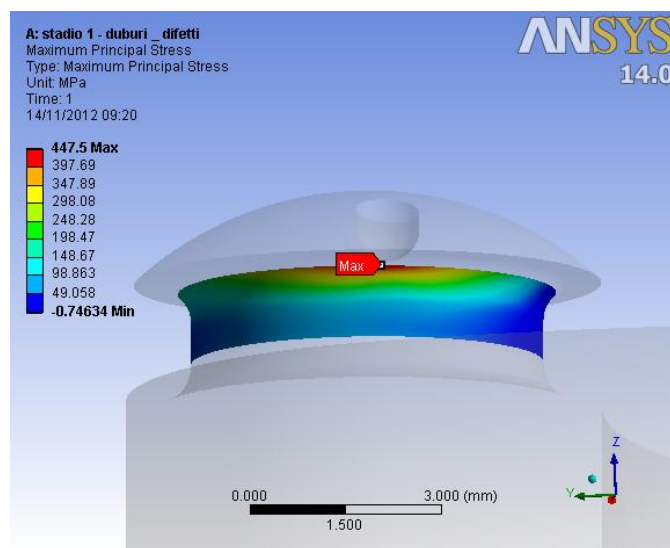 A: stadio 1 - duburi _ difetti
Maximum Principal Stress
Type: Maximum Principal Stress
Unit: MPa
Time: 1
14/11/2012 09:20
ANSYS
14.0
447.5 Max
397.69
347.89
298.08
248.28
198.47
148.67
98.863
49.058
-0.74634 Min
Max
0.000
3.000 (mm)
1.500
Z
Y